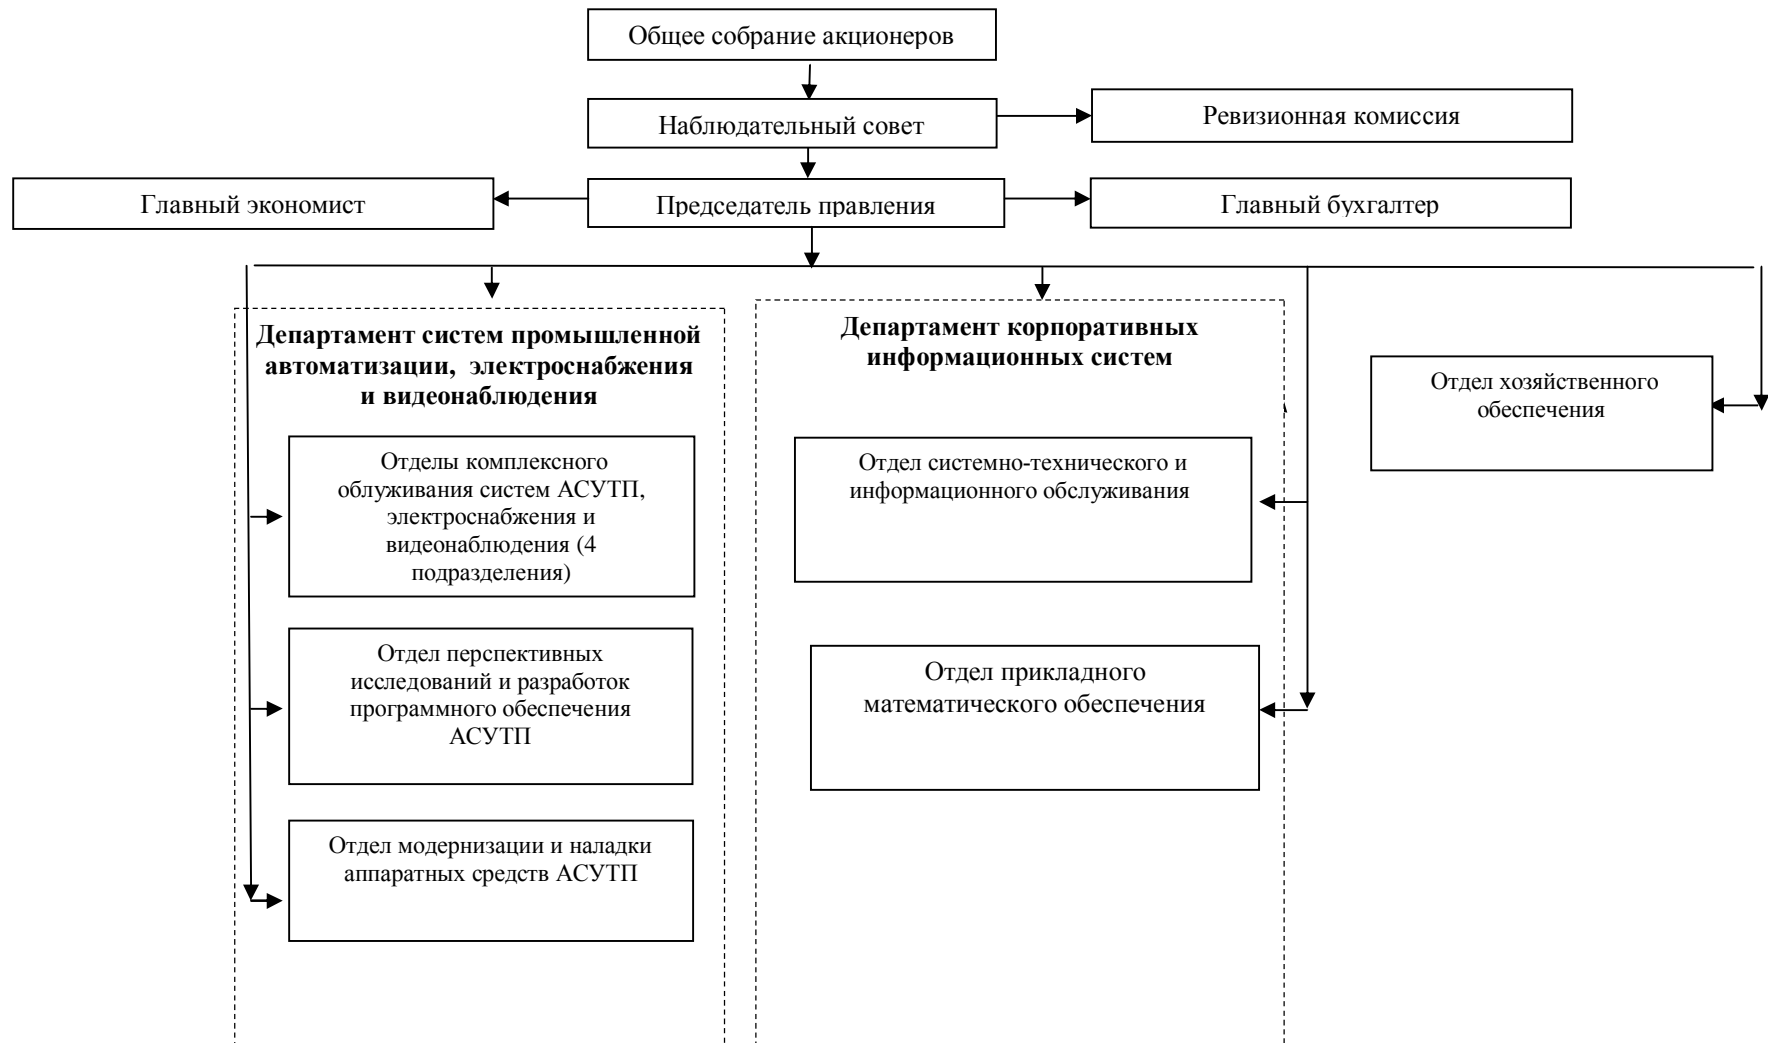 Общее собрание акционеров
Наблюдательный совет
Ревизионная комиссия
Главный экономист
Председатель правления
Главный бухгалтер
Департамент систем промышленной
автоматизации, электроснабжения
и видеонаблюдения
Отделы комплексного
облуживания систем АСУТП,
электроснабжения и
видеонаблюдения (4
подразделения)
Отдел перспективных
исследований и разработок
программного обеспечения
АСУТП
Отдел модернизации и наладки
аппаратных средств АСУТП
Департамент корпоративных
информационных систем
Отдел системно-технического и
информационного обслуживания
Отдел прикладного
математического обеспечения
Отдел хозяйственного
обеспечения